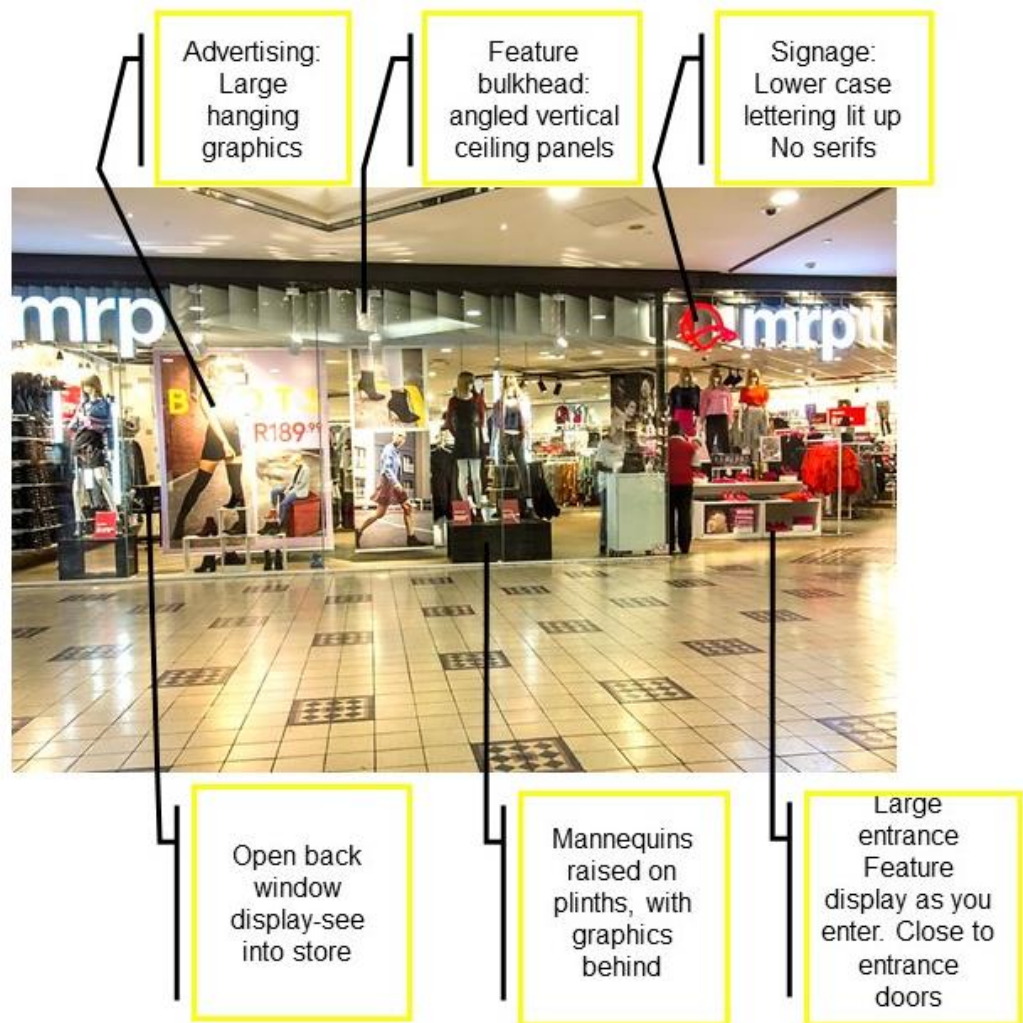 Advertising:
Large
hanging
graphics
Feature
bulkhead:
angled vertical
ceiling panels
Signage:
Lower case
lettering lit up
No serifs
mrp
mrp
R189.99
Open back
window
display-see
into store
Mannequins
raised on
plinths, with
graphics
behind
Large
entrance
Feature
display as you
enter. Close to
entrance
doors